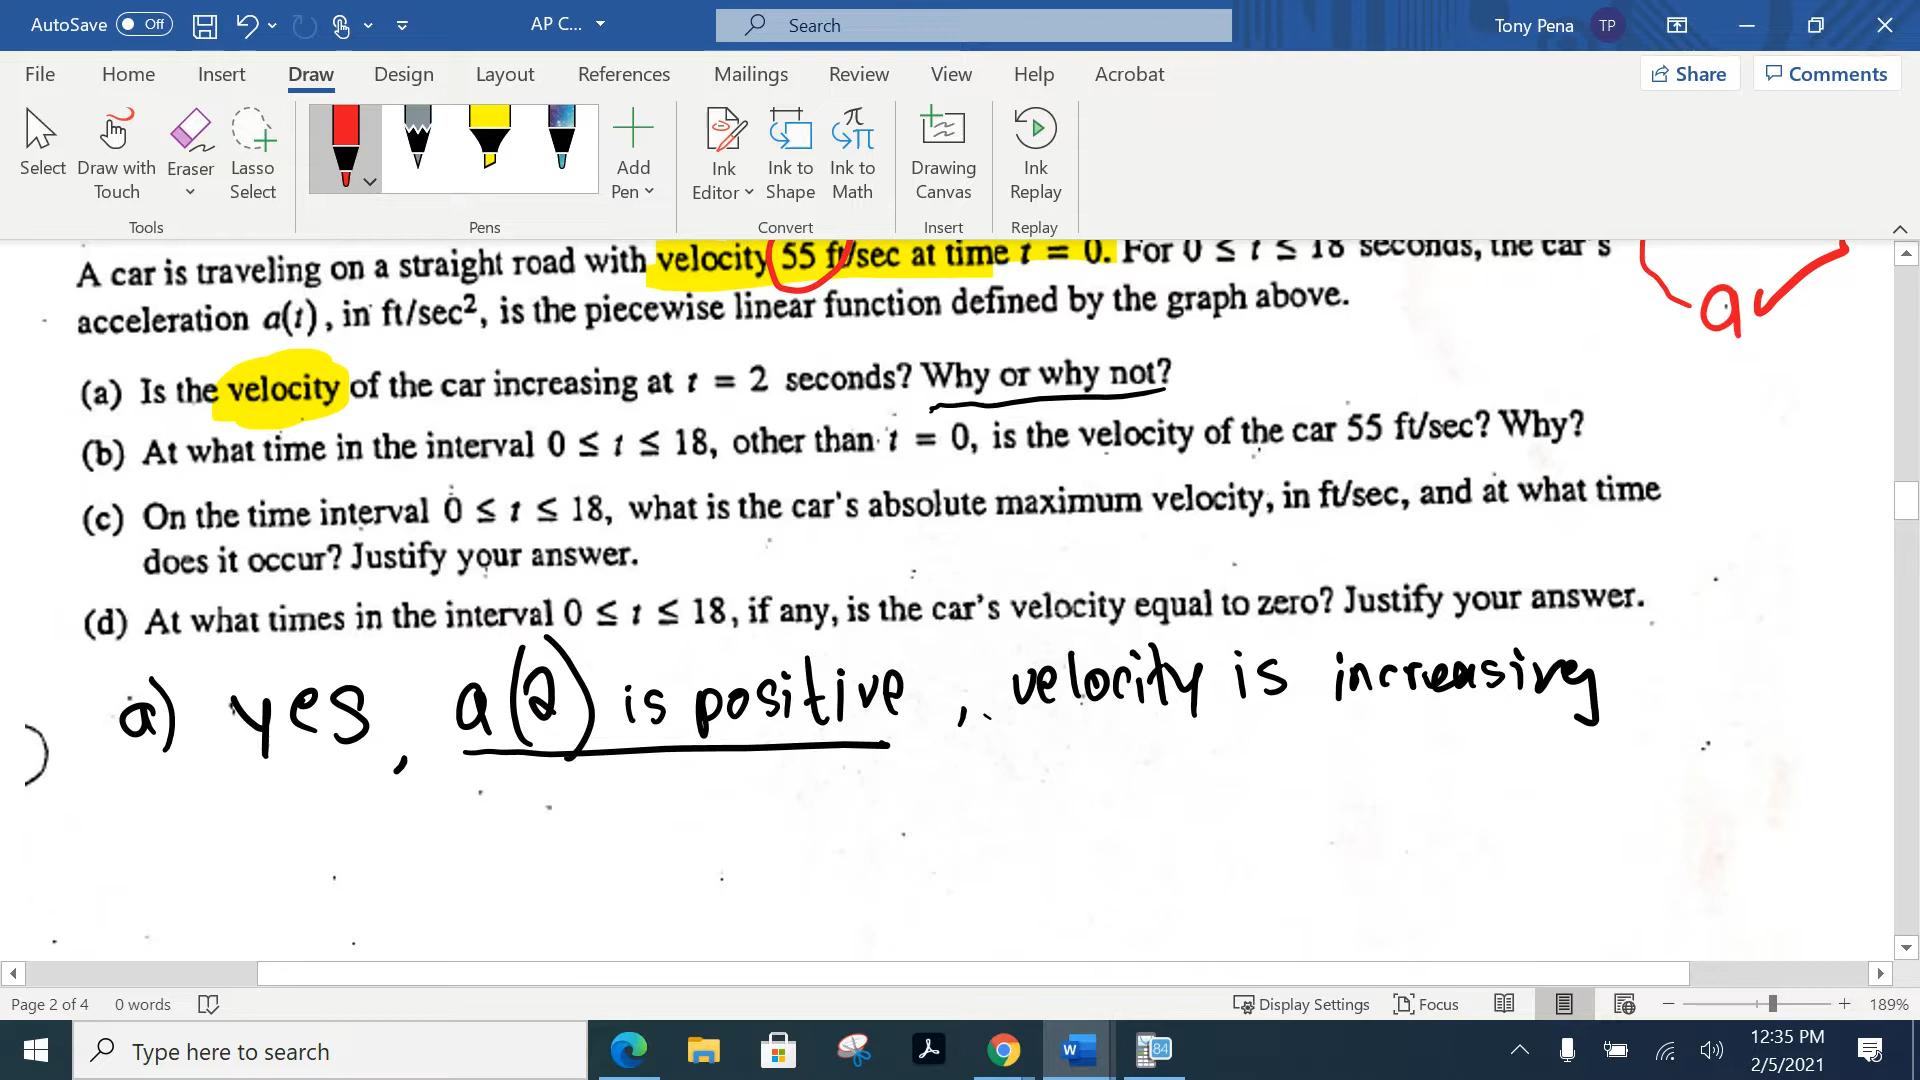 AutoSave Off AP C... Search Tony Pena TP
File Home Insert Draw Design Layout References Mailings Review View Help Acrobat Share Comments
Select Draw with Touch Eraser Lasso Select Add Pen Ink Editor Ink to Shape Ink to Math Drawing Canvas Ink Replay
Tools Pens Convert Insert Replay
A car is traveling on a straight road with velocity 55 ft/sec at time t = 0. For 0 ≤ t ≤ 18 seconds, the car's
acceleration a(t), in ft/sec², is the piecewise linear function defined by the graph above.
a
(a) Is the velocity of the car increasing at t = 2 seconds? Why or why not?
(b) At what time in the interval 0 ≤ t ≤ 18, other than t = 0, is the velocity of the car 55 ft/sec? Why?
(c) On the time interval 0 ≤ t ≤ 18, what is the car's absolute maximum velocity, in ft/sec, and at what time
does it occur? Justify your answer.
(d) At what times in the interval 0 ≤ t ≤ 18, if any, is the car's velocity equal to zero? Justify your answer.
a) yes, a(2) is positive, velocity is increasing
Page 2 of 4 0 words Display Settings Focus 189%
Type here to search 84 12:35 PM
2/5/2021